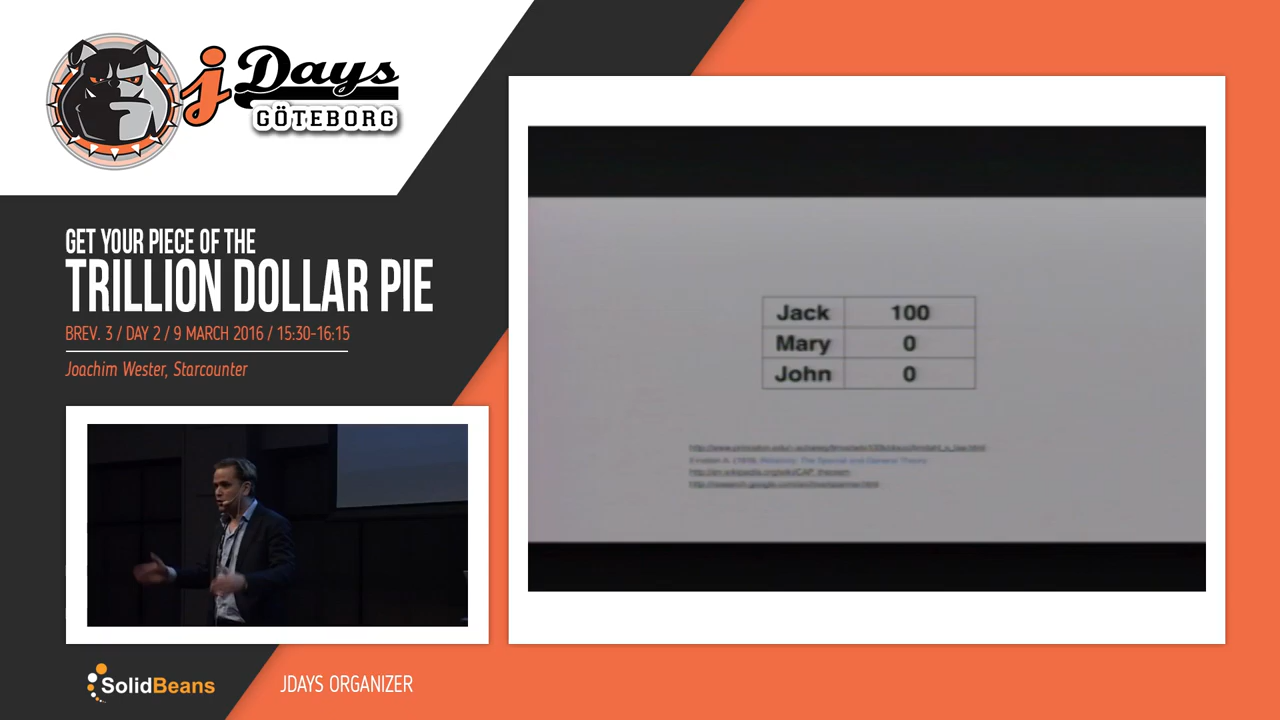 jDays
GÖTEBORG
GET YOUR PIECE OF THE
TRILLION DOLLAR PIE
BREV. 3 / DAY 2 / 9 MARCH 2016 / 15:30-16:15
Joachim Wester, Starcounter
Jack 100
Mary 0
John 0
SolidBeans
JDAYS ORGANIZER